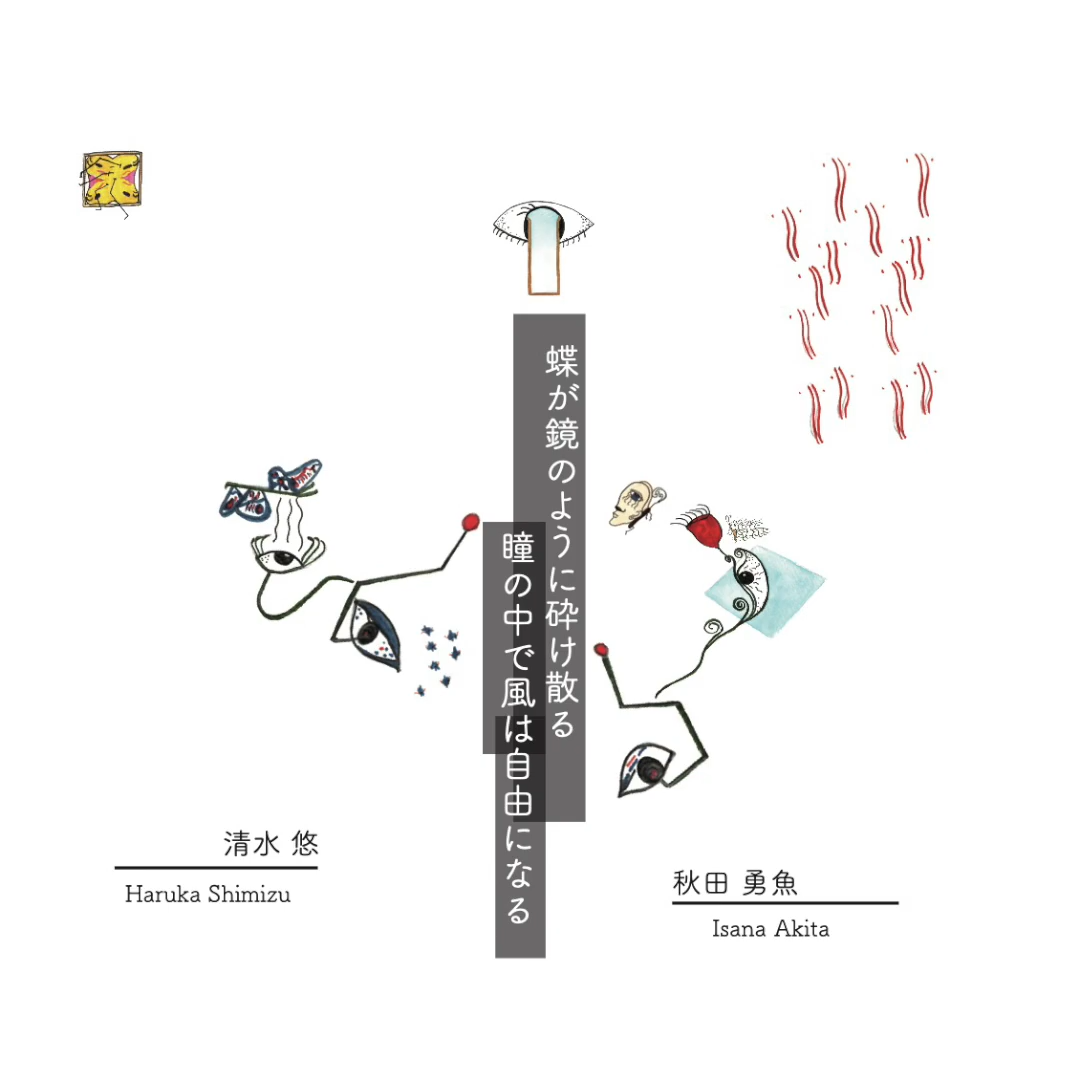 蝶が鏡のように砕け散る
瞳の中で風は自由になる
清水 悠
Haruka Shimizu
秋田 勇魚
Isana Akita